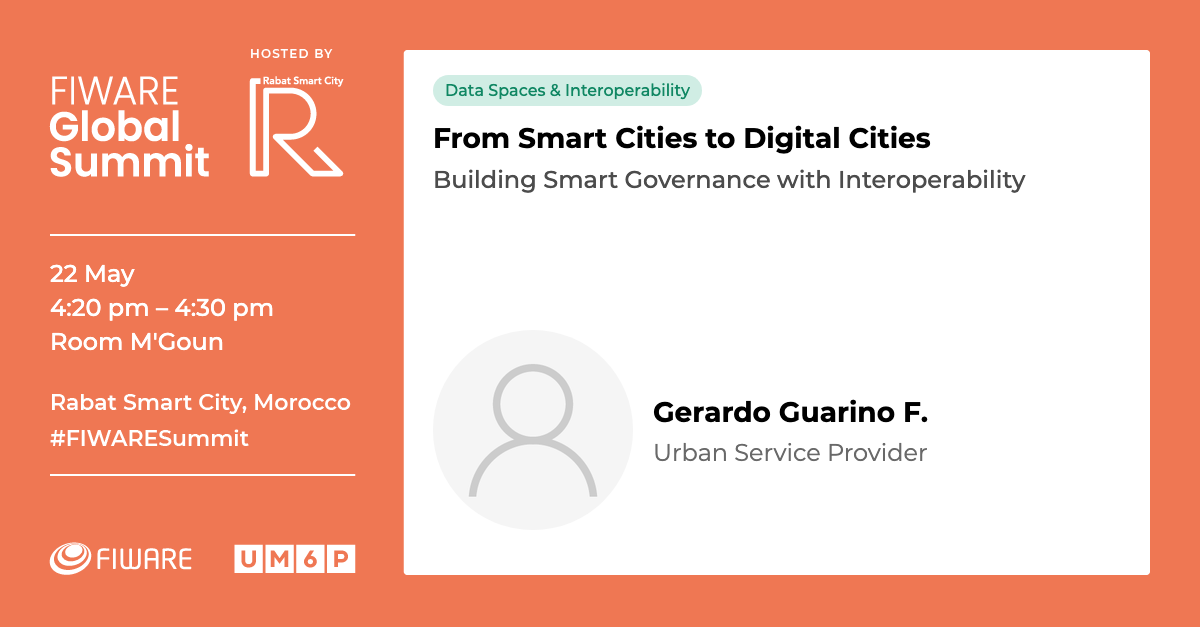 HOSTED BY
FIWARE
Global
Summit
Rabat Smart City
R
22 May
4:20 pm – 4:30 pm
Room M'Goun
Rabat Smart City, Morocco
#FIWARESummit
FIWARE
UM6P
Data Spaces & Interoperability
From Smart Cities to Digital Cities
Building Smart Governance with Interoperability
Gerardo Guarino F.
Urban Service Provider